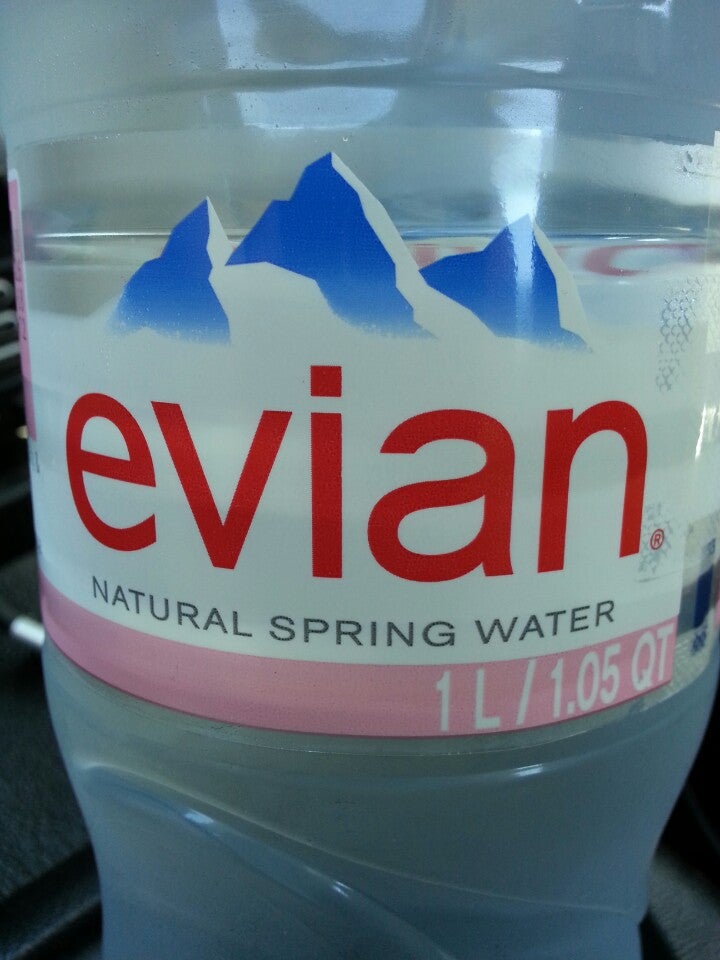 evian®
NATURAL SPRING WATER
1 L / 1.05 QT